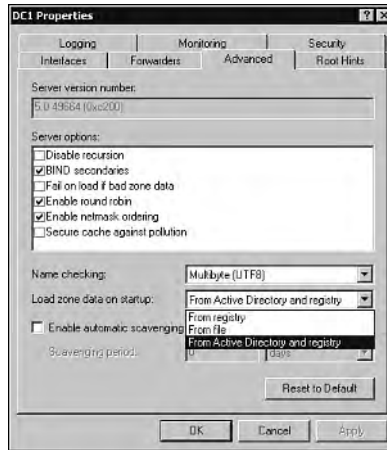 DC1 Properties
Logging Monitoring Security
Interfaces Forwarders Advanced Root Hints
Server version number:
5.0 49664 (0xc200)
Server options:
Disable recursion
BIND secondaries
Fail on load if bad zone data
Enable round robin
Enable netmask ordering
Secure cache against pollution
Name checking: Multibyte (UTF8)
Load zone data on startup: From Active Directory and registry
From registry
Enable automatic scavenging From file
From Active Directory and registry
Scavenging period: 0 days
Reset to Default
OK Cancel Apply